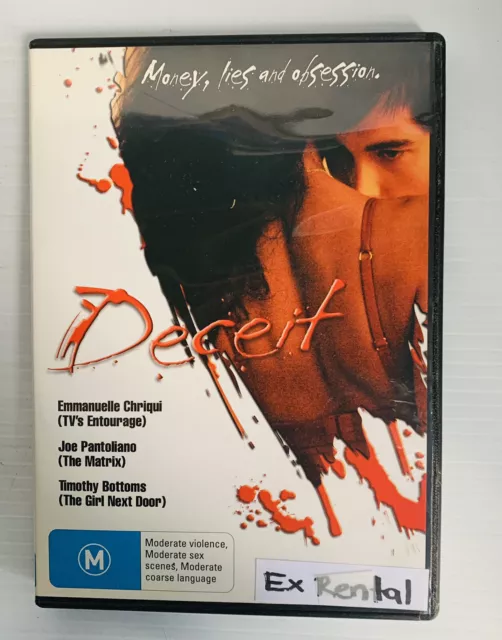 Money, lies and obsession.
Deceit
Emmanuelle Chriqui
(TV's Entourage)
Joe Pantoliano
(The Matrix)
Timothy Bottoms
(The Girl Next Door)
M
Moderate violence,
Moderate sex
scenes, Moderate
coarse language
Ex Rental